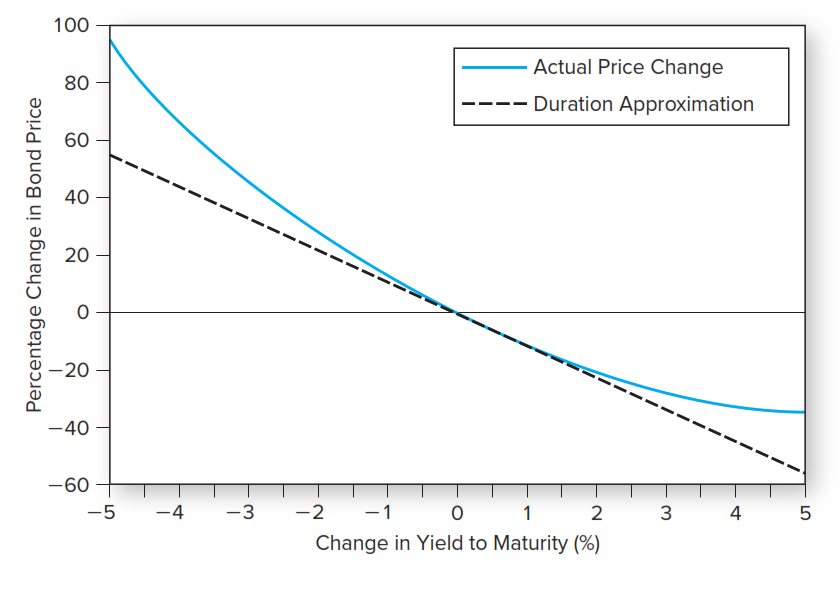 100
80
60
40
20
0
−20
−40
−60
Percentage Change in Bond Price
Actual Price Change
Duration Approximation
−5 −4 −3 −2 −1 0 1 2 3 4 5
Change in Yield to Maturity (%)